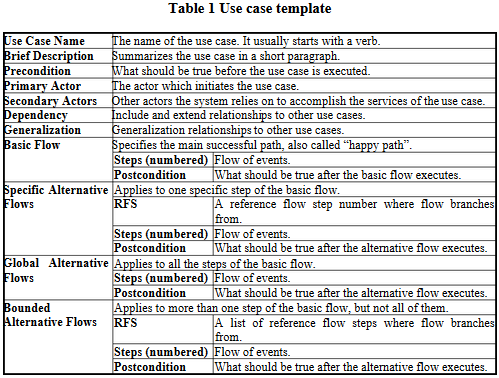 Table 1 Use case template
Use Case Name The name of the use case. It usually starts with a verb.
Brief Description Summarizes the use case in a short paragraph.
Precondition What should be true before the use case is executed.
Primary Actor The actor which initiates the use case.
Secondary Actors Other actors the system relies on to accomplish the services of the use case.
Dependency Include and extend relationships to other use cases.
Generalization Generalization relationships to other use cases.
Basic Flow Specifies the main successful path, also called “happy path”.
Steps (numbered) Flow of events.
Postcondition What should be true after the basic flow executes.
Specific Alternative Applies to one specific step of the basic flow.
Flows RFS A reference flow step number where flow branches
from.
Steps (numbered) Flow of events.
Postcondition What should be true after the alternative flow executes.
Global Alternative Applies to all the steps of the basic flow.
Flows Steps (numbered) Flow of events.
Postcondition What should be true after the alternative flow executes.
Bounded Applies to more than one step of the basic flow, but not all of them.
Alternative Flows RFS A list of reference flow steps where flow branches
from.
Steps (numbered) Flow of events.
Postcondition What should be true after the alternative flow executes.